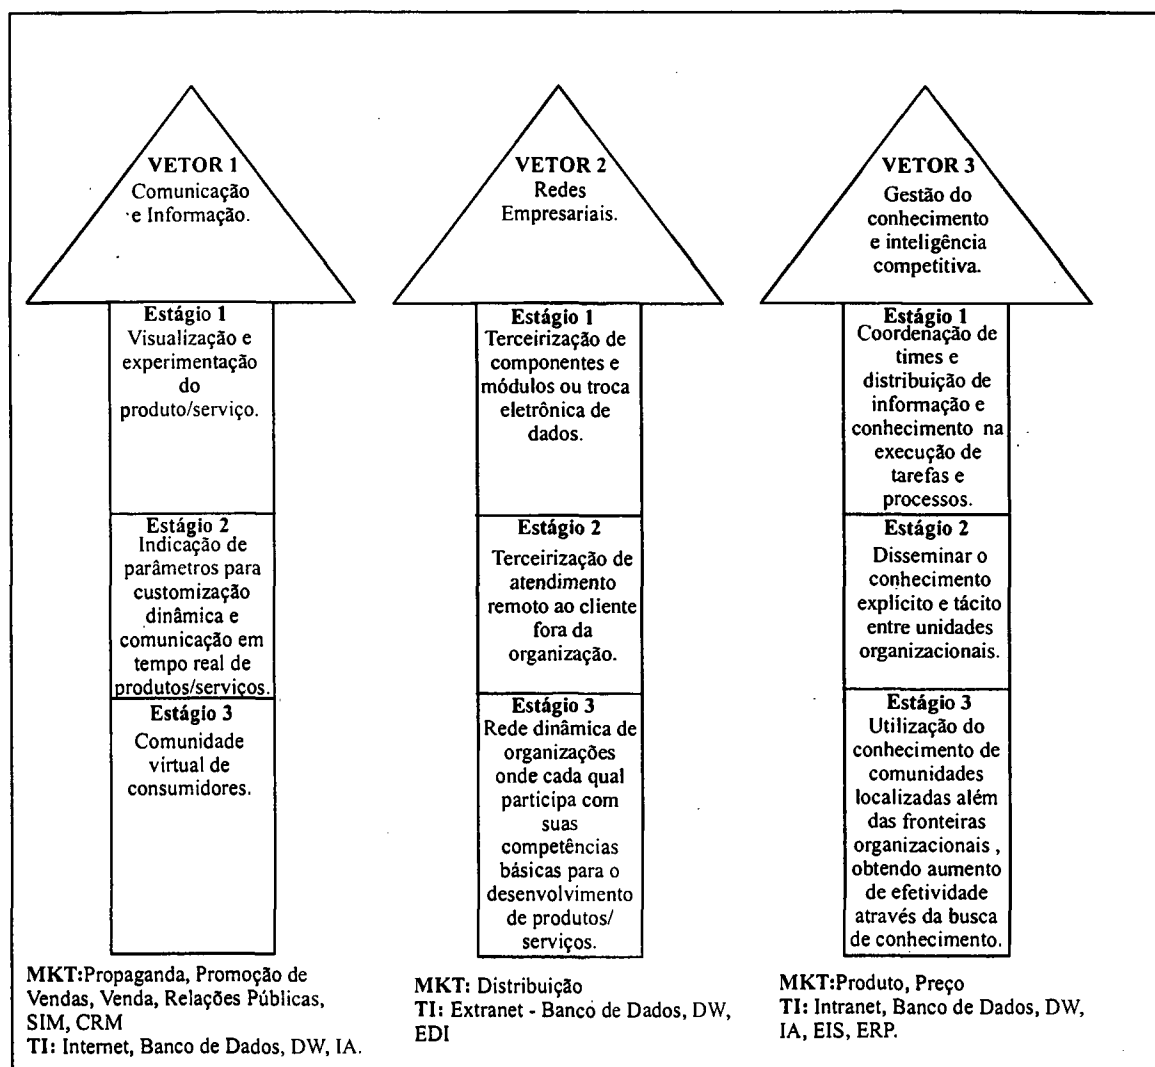 VETOR 1
Comunicação
e Informação.
Estágio 1
Visualização e
experimentação
do
produto/serviço.
Estágio 2
Indicação de
parâmetros para
customização
dinâmica e
comunicação em
tempo real de
produtos/serviços.
Estágio 3
Comunidade
virtual de
consumidores.
MKT:Propaganda, Promoção de
Vendas, Venda, Relações Públicas,
SIM, CRM
TI: Internet, Banco de Dados, DW, IA.
VETOR 2
Redes
Empresariais.
Estágio 1
Terceirização de
componentes e
módulos ou troca
eletrônica de
dados.
Estágio 2
Terceirização de
atendimento
remoto ao cliente
fora da
organização.
Estágio 3
Rede dinâmica de
organizações
onde cada qual
participa com
suas
competências
básicas para o
desenvolvimento
de produtos/
serviços.
MKT: Distribuição
TI: Extranet - Banco de Dados, DW,
EDI
VETOR 3
Gestão do
conhecimento
e inteligência
competitiva.
Estágio 1
Coordenação de
times e
distribuição de
informação e
conhecimento na
execução de
tarefas e
processos.
Estágio 2
Disseminar o
conhecimento
explícito e tácito
entre unidades
organizacionais.
Estágio 3
Utilização do
conhecimento de
comunidades
localizadas além
das fronteiras
organizacionais ,
obtendo aumento
de efetividade
através da busca
de conhecimento.
MKT:Produto, Preço
TI: Intranet, Banco de Dados, DW,
IA, EIS, ERP.